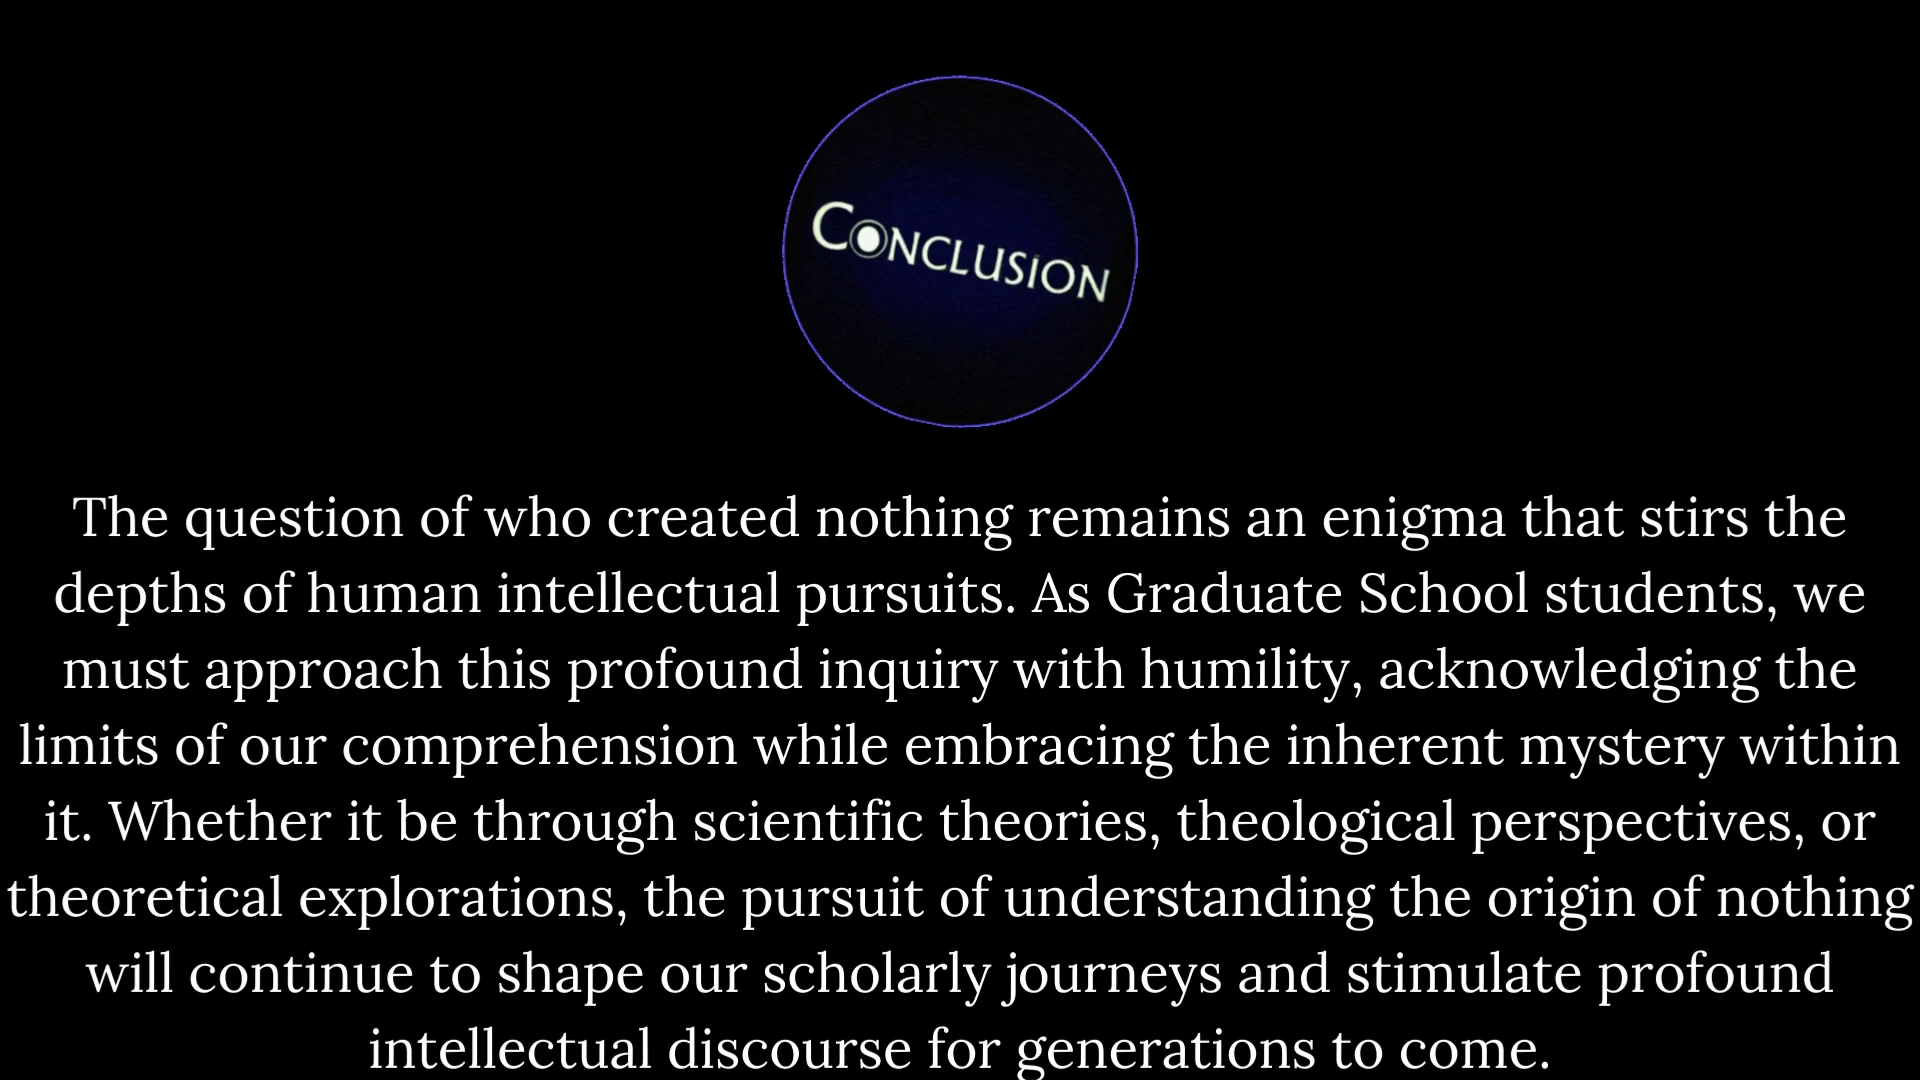 CONCLUSION
The question of who created nothing remains an enigma that stirs the
depths of human intellectual pursuits. As Graduate School students, we
must approach this profound inquiry with humility, acknowledging the
limits of our comprehension while embracing the inherent mystery within
it. Whether it be through scientific theories, theological perspectives, or
theoretical explorations, the pursuit of understanding the origin of nothing
will continue to shape our scholarly journeys and stimulate profound
intellectual discourse for generations to come.